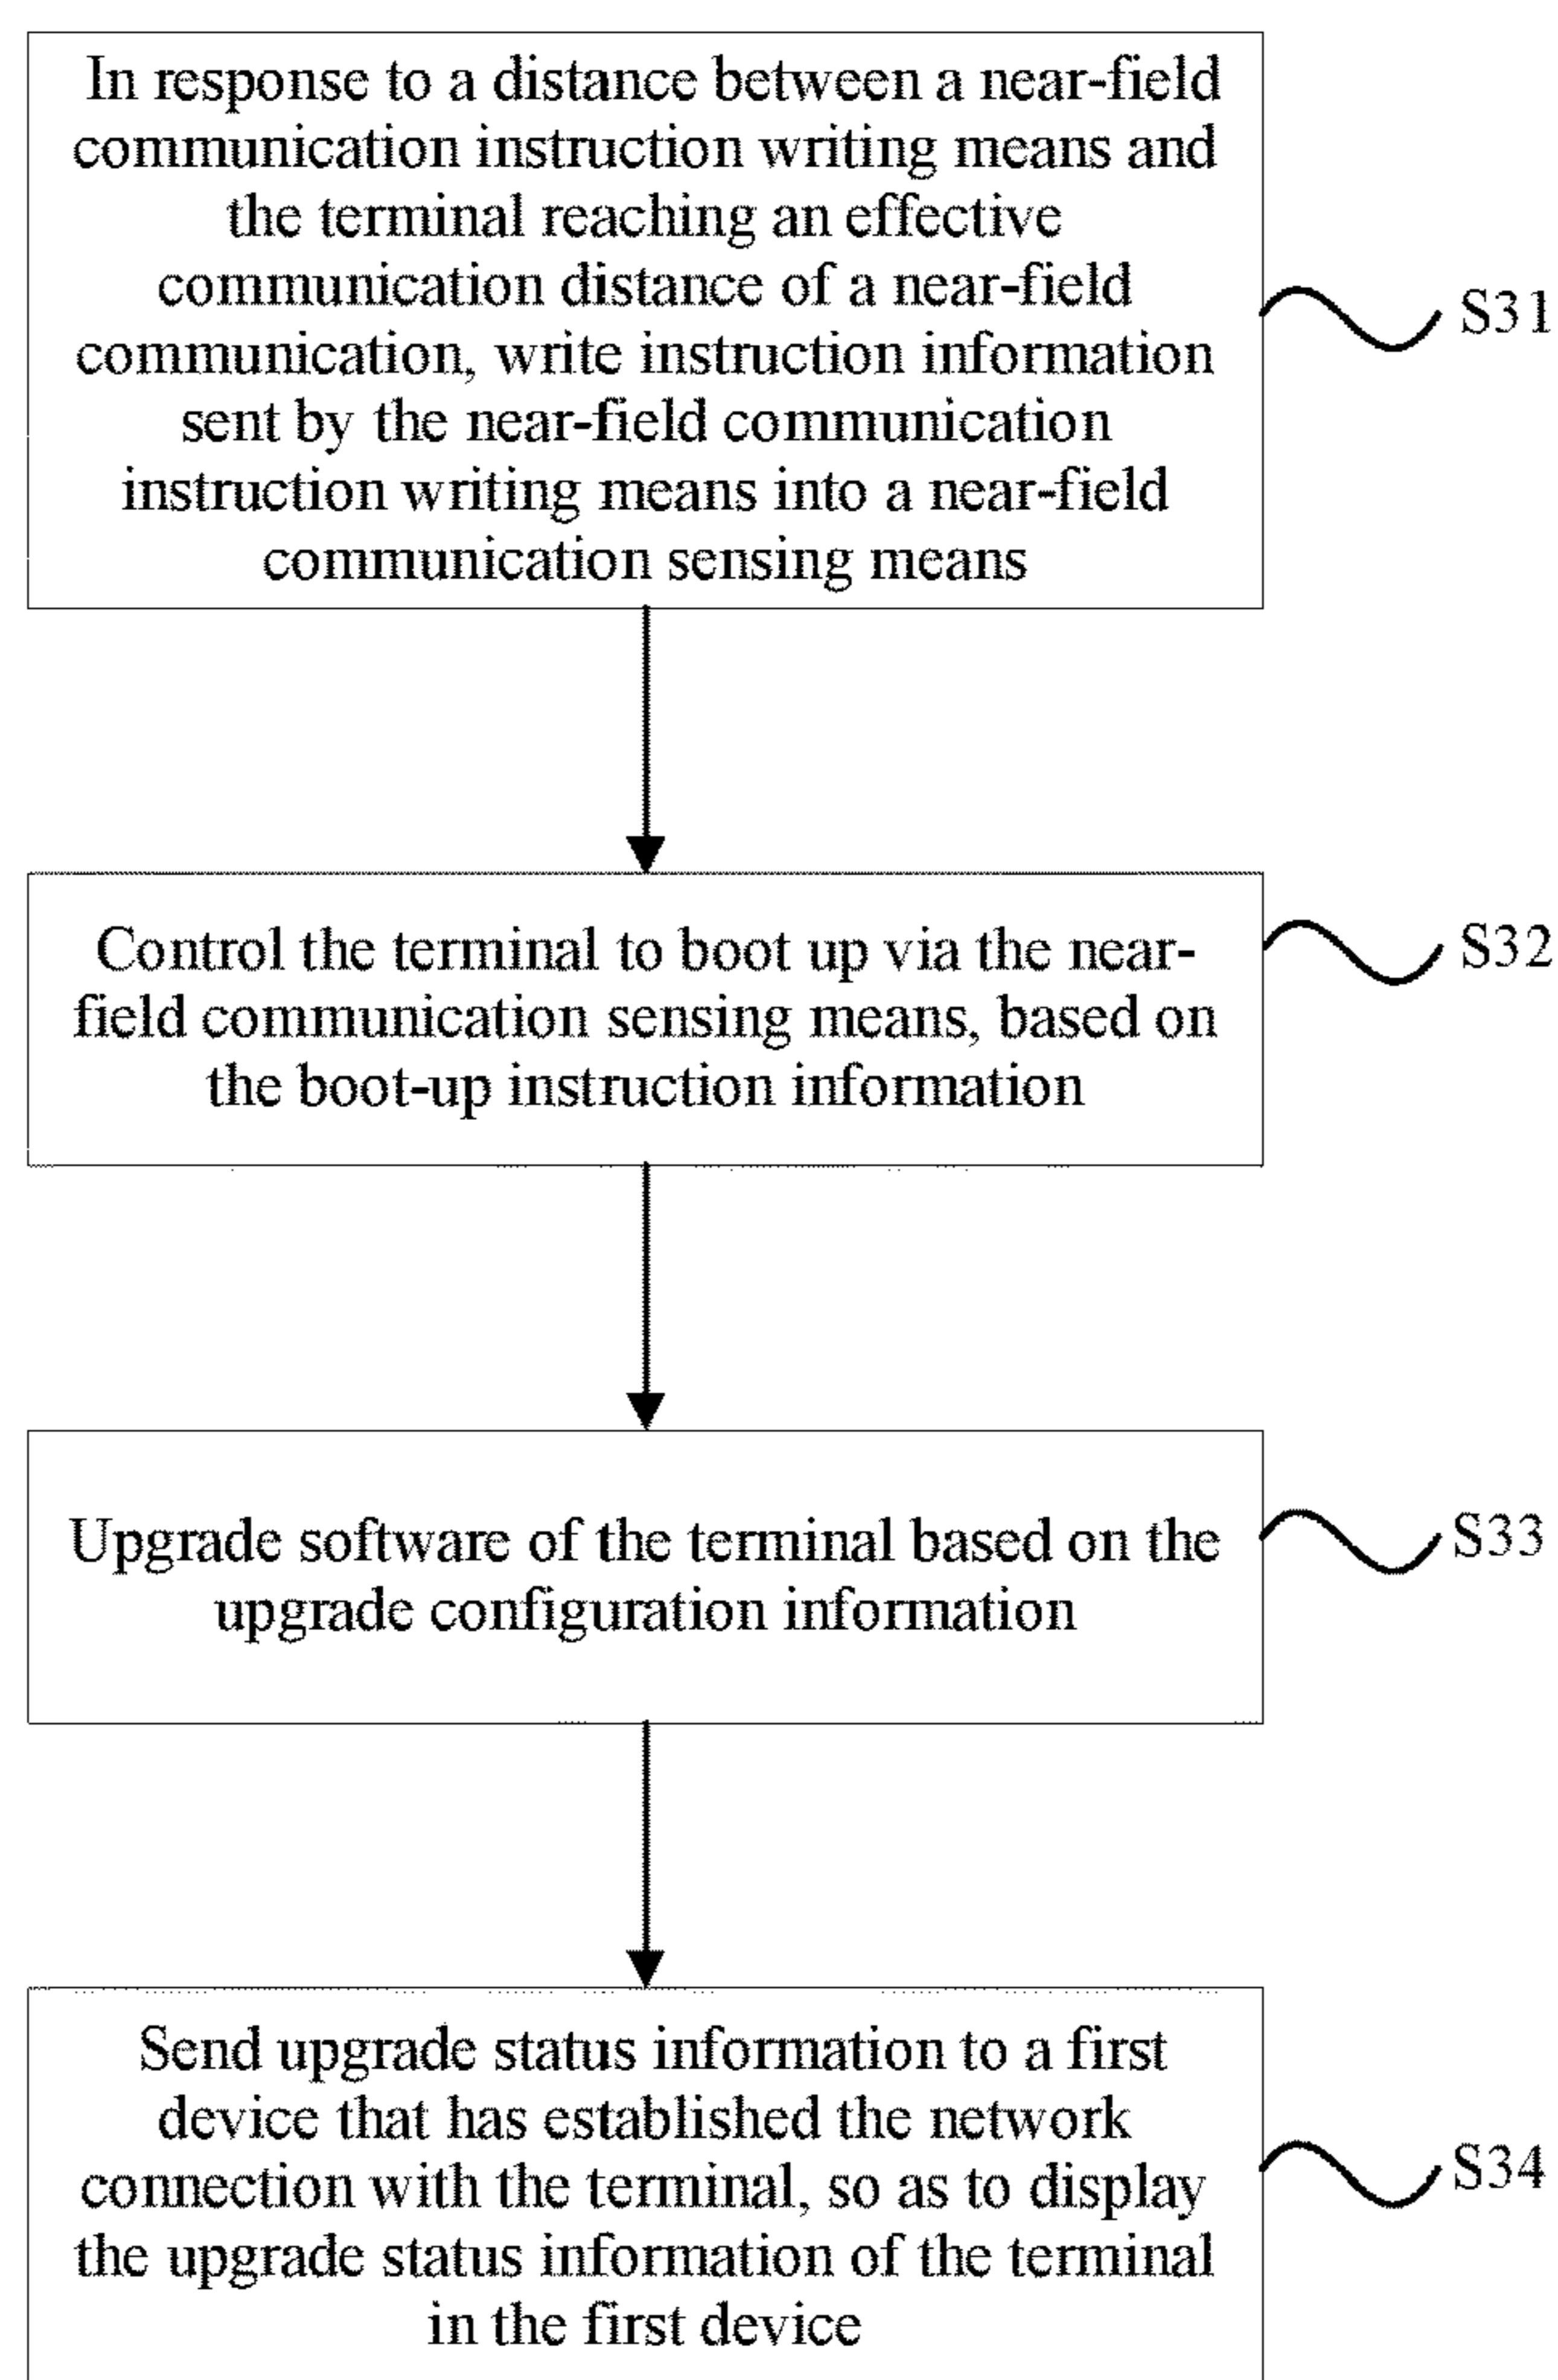 In response to a distance between a near-field
communication instruction writing means and
the terminal reaching an effective
communication distance of a near-field
communication, write instruction information
sent by the near-field communication
instruction writing means into a near-field
communication sensing means
S31
Control the terminal to boot up via the near-
field communication sensing means, based on
the boot-up instruction information
S32
Upgrade software of the terminal based on the
upgrade configuration information
S33
Send upgrade status information to a first
device that has established the network
connection with the terminal, so as to display
the upgrade status information of the terminal
in the first device
S34